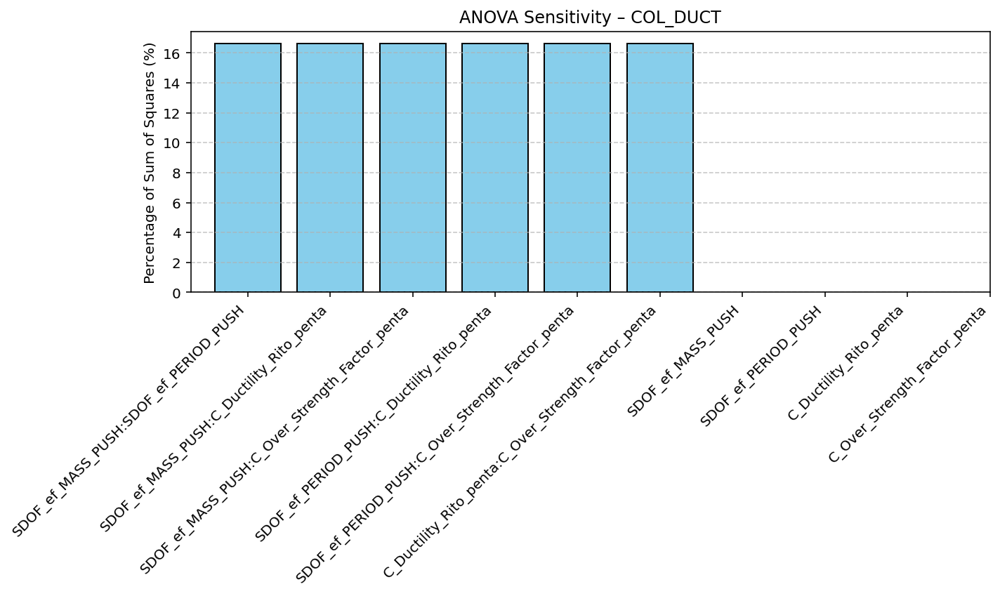 ANOVA Sensitivity – COL_DUCT
Percentage of Sum of Squares (%)
16
14
12
10
8
6
4
2
0
SDOF_ef_MASS_PUSH:SDOF_ef_PERIOD_PUSH
SDOF_ef_MASS_PUSH:C_Ductility_Rito_penta
SDOF_ef_MASS_PUSH:C_Over_Strength_Factor_penta
SDOF_ef_PERIOD_PUSH:C_Ductility_Rito_penta
SDOF_ef_PERIOD_PUSH:C_Over_Strength_Factor_penta
C_Ductility_Rito_penta:C_Over_Strength_Factor_penta
SDOF_ef_MASS_PUSH
SDOF_ef_PERIOD_PUSH
C_Ductility_Rito_penta
C_Over_Strength_Factor_penta